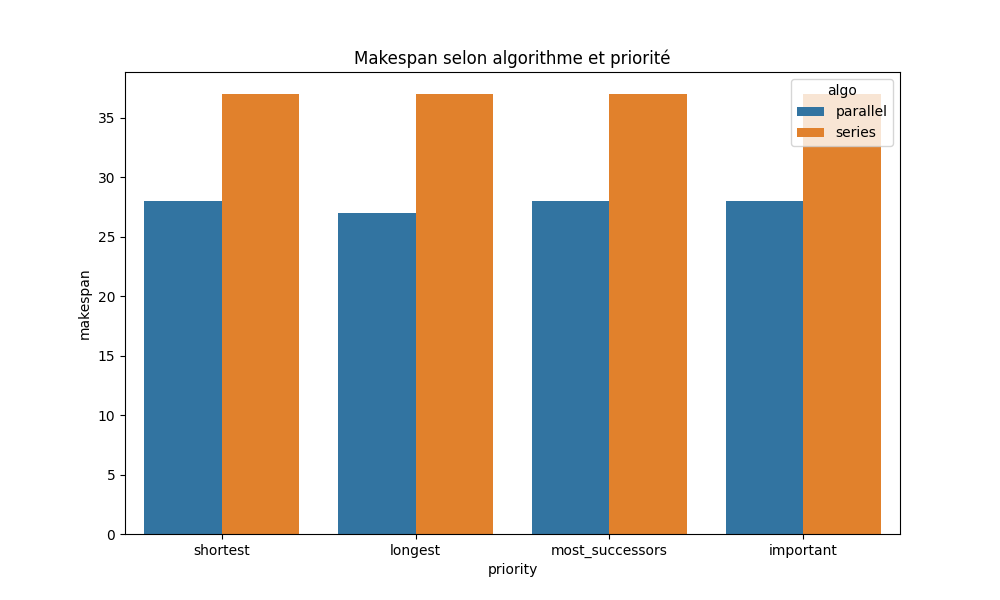 Makespan selon algorithme et priorité
algo
parallel
series
makespan
35
30
25
20
15
10
5
0
shortest
longest
most_successors
important
priority